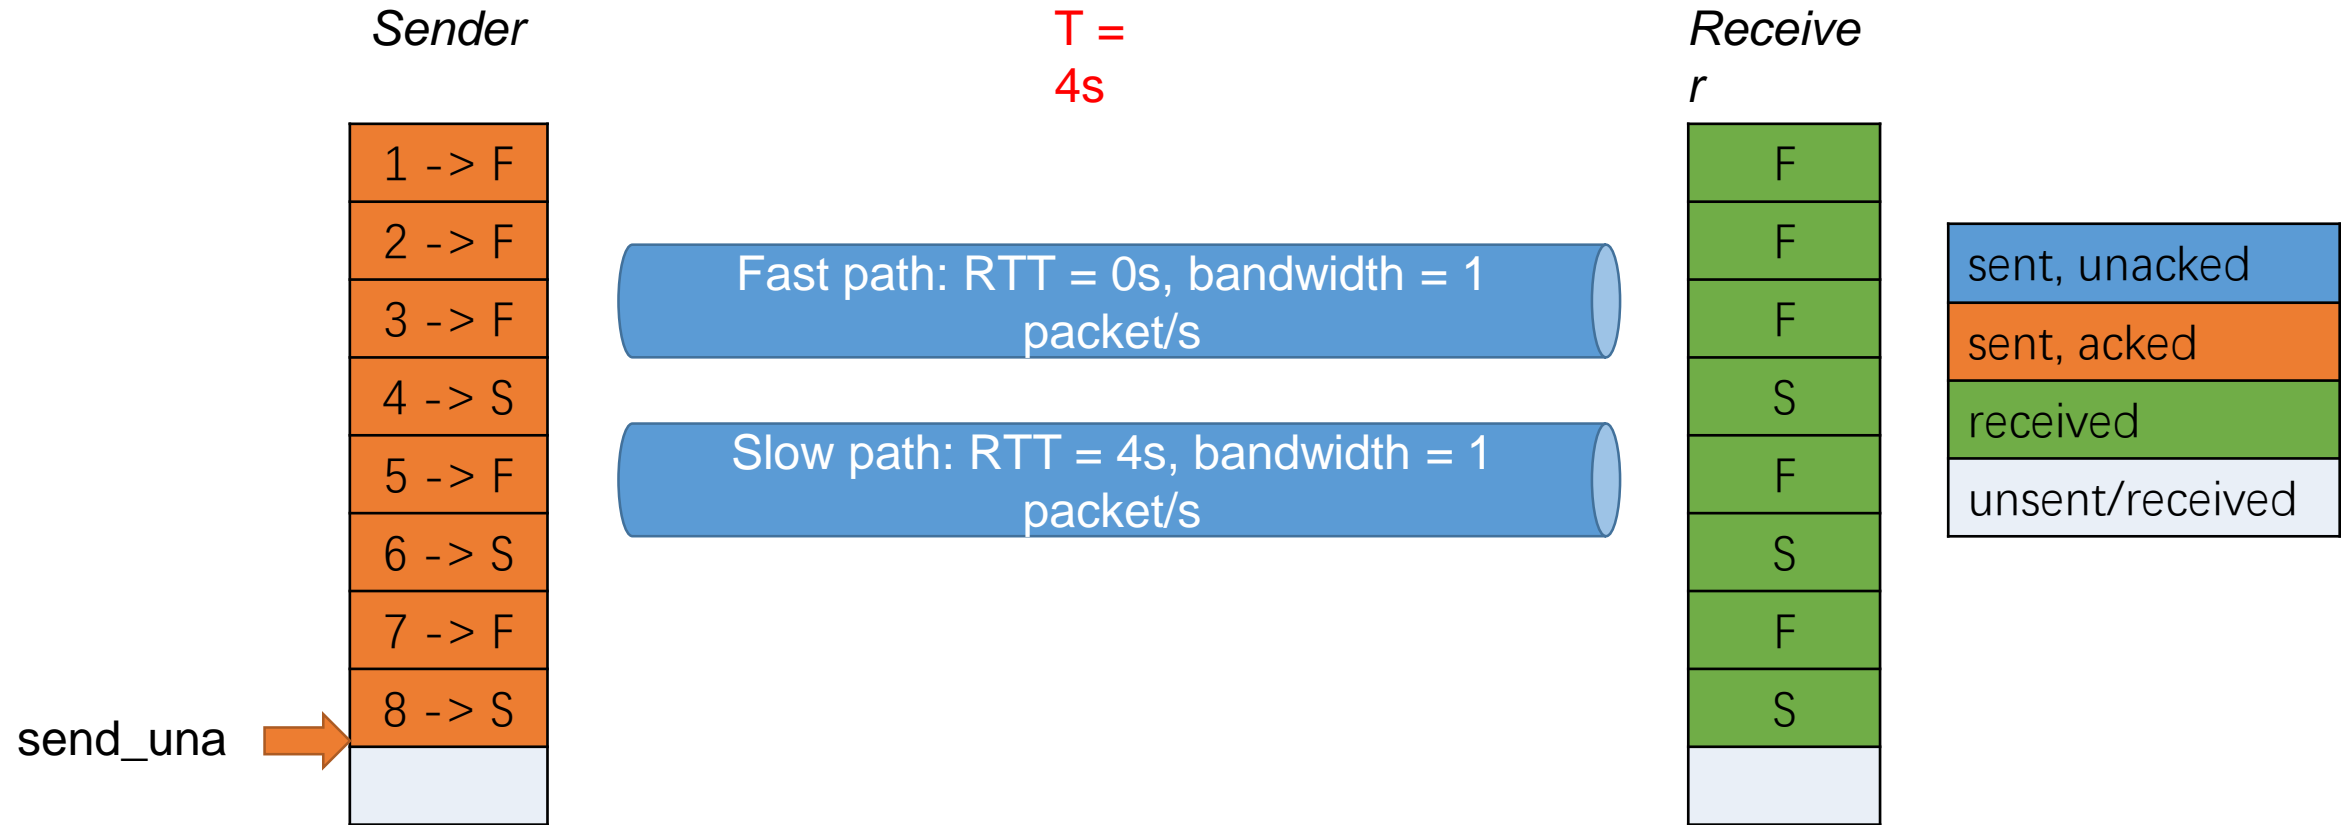 Sender
T =
4s
Receive
r
1 -> F
2 -> F
3 -> F
4 -> S
5 -> F
6 -> S
7 -> F
8 -> S
send_una
Fast path: RTT = 0s, bandwidth = 1
packet/s
Slow path: RTT = 4s, bandwidth = 1
packet/s
F
F
F
S
F
S
F
S
sent, unacked
sent, acked
received
unsent/received